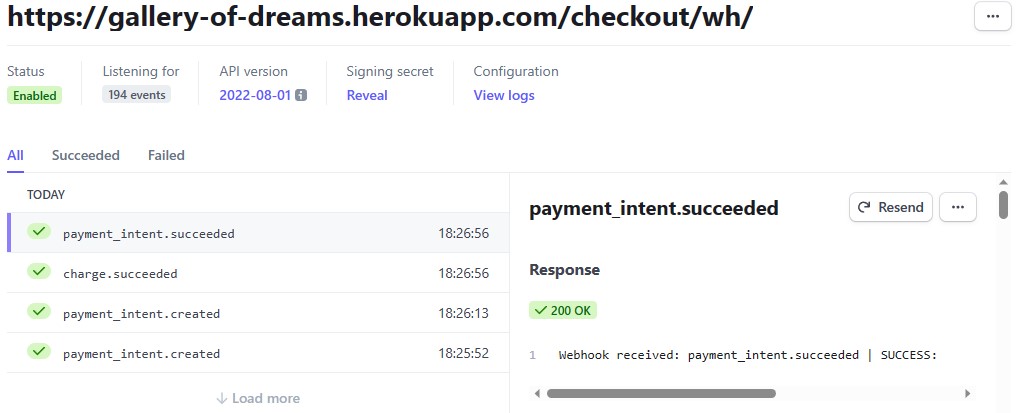 https://gallery-of-dreams.herokuapp.com/checkout/wh/
Status
Listening for
API version
Signing secret
Configuration
Enabled
194 events
2022-08-01
Reveal
View logs
All
Succeeded
Failed
TODAY
payment_intent.succeeded 18:26:56
charge.succeeded 18:26:56
payment_intent.created 18:26:13
payment_intent.created 18:25:52
Load more
payment_intent.succeeded
Resend
Response
200 OK
1 Webhook received: payment_intent.succeeded | SUCCESS: